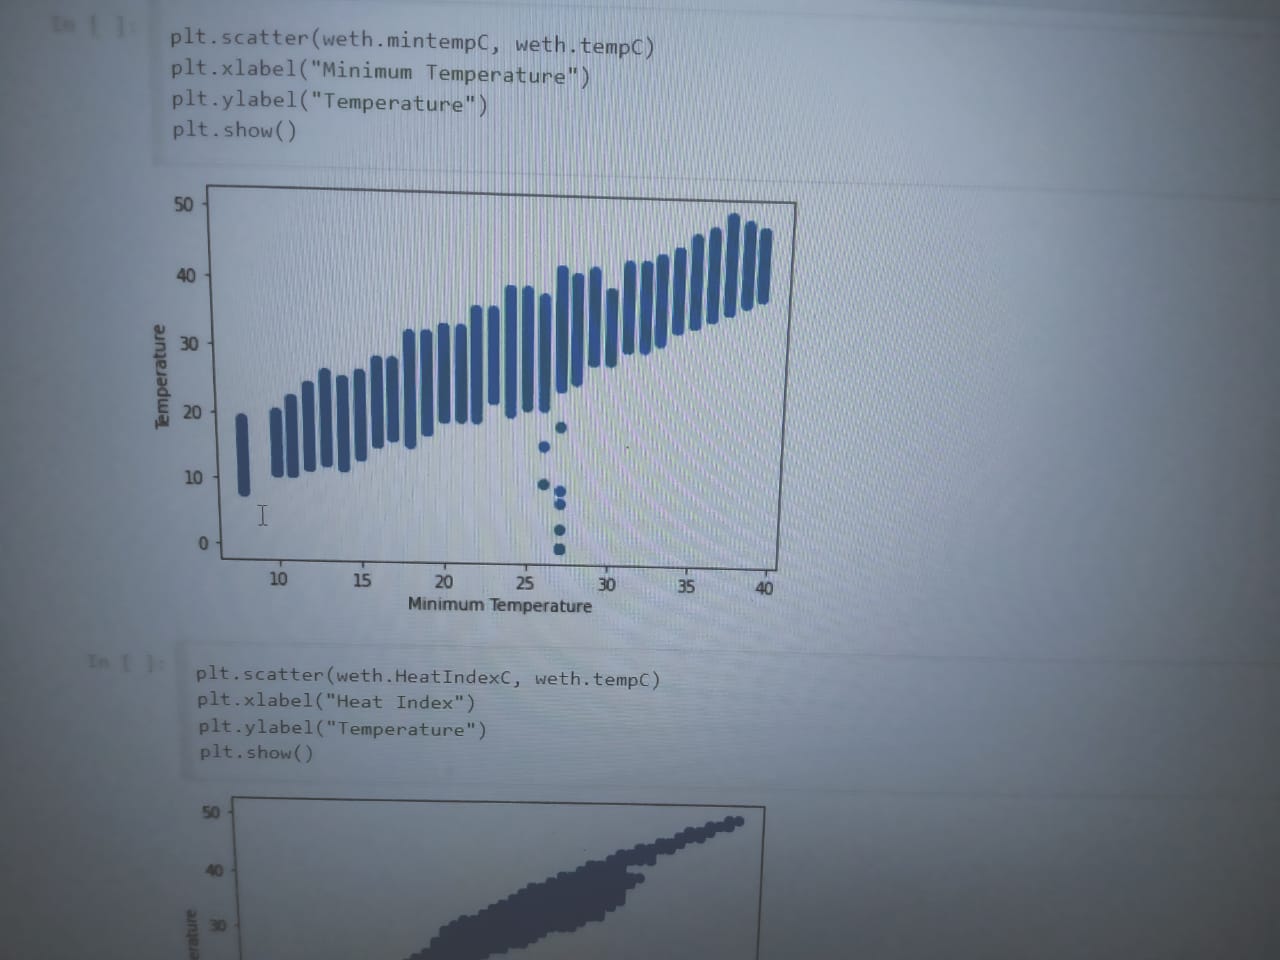 In [ ]:
plt.scatter(weth.mintempC, weth.tempC)
plt.xlabel("Minimum Temperature")
plt.ylabel("Temperature")
plt.show()
50
40
30
20
10
0
Temperature
10 15 20 25 30 35 40
Minimum Temperature
In [ ]:
plt.scatter(weth.HeatIndexC, weth.tempC)
plt.xlabel("Heat Index")
plt.ylabel("Temperature")
plt.show()
50
40
30
erature